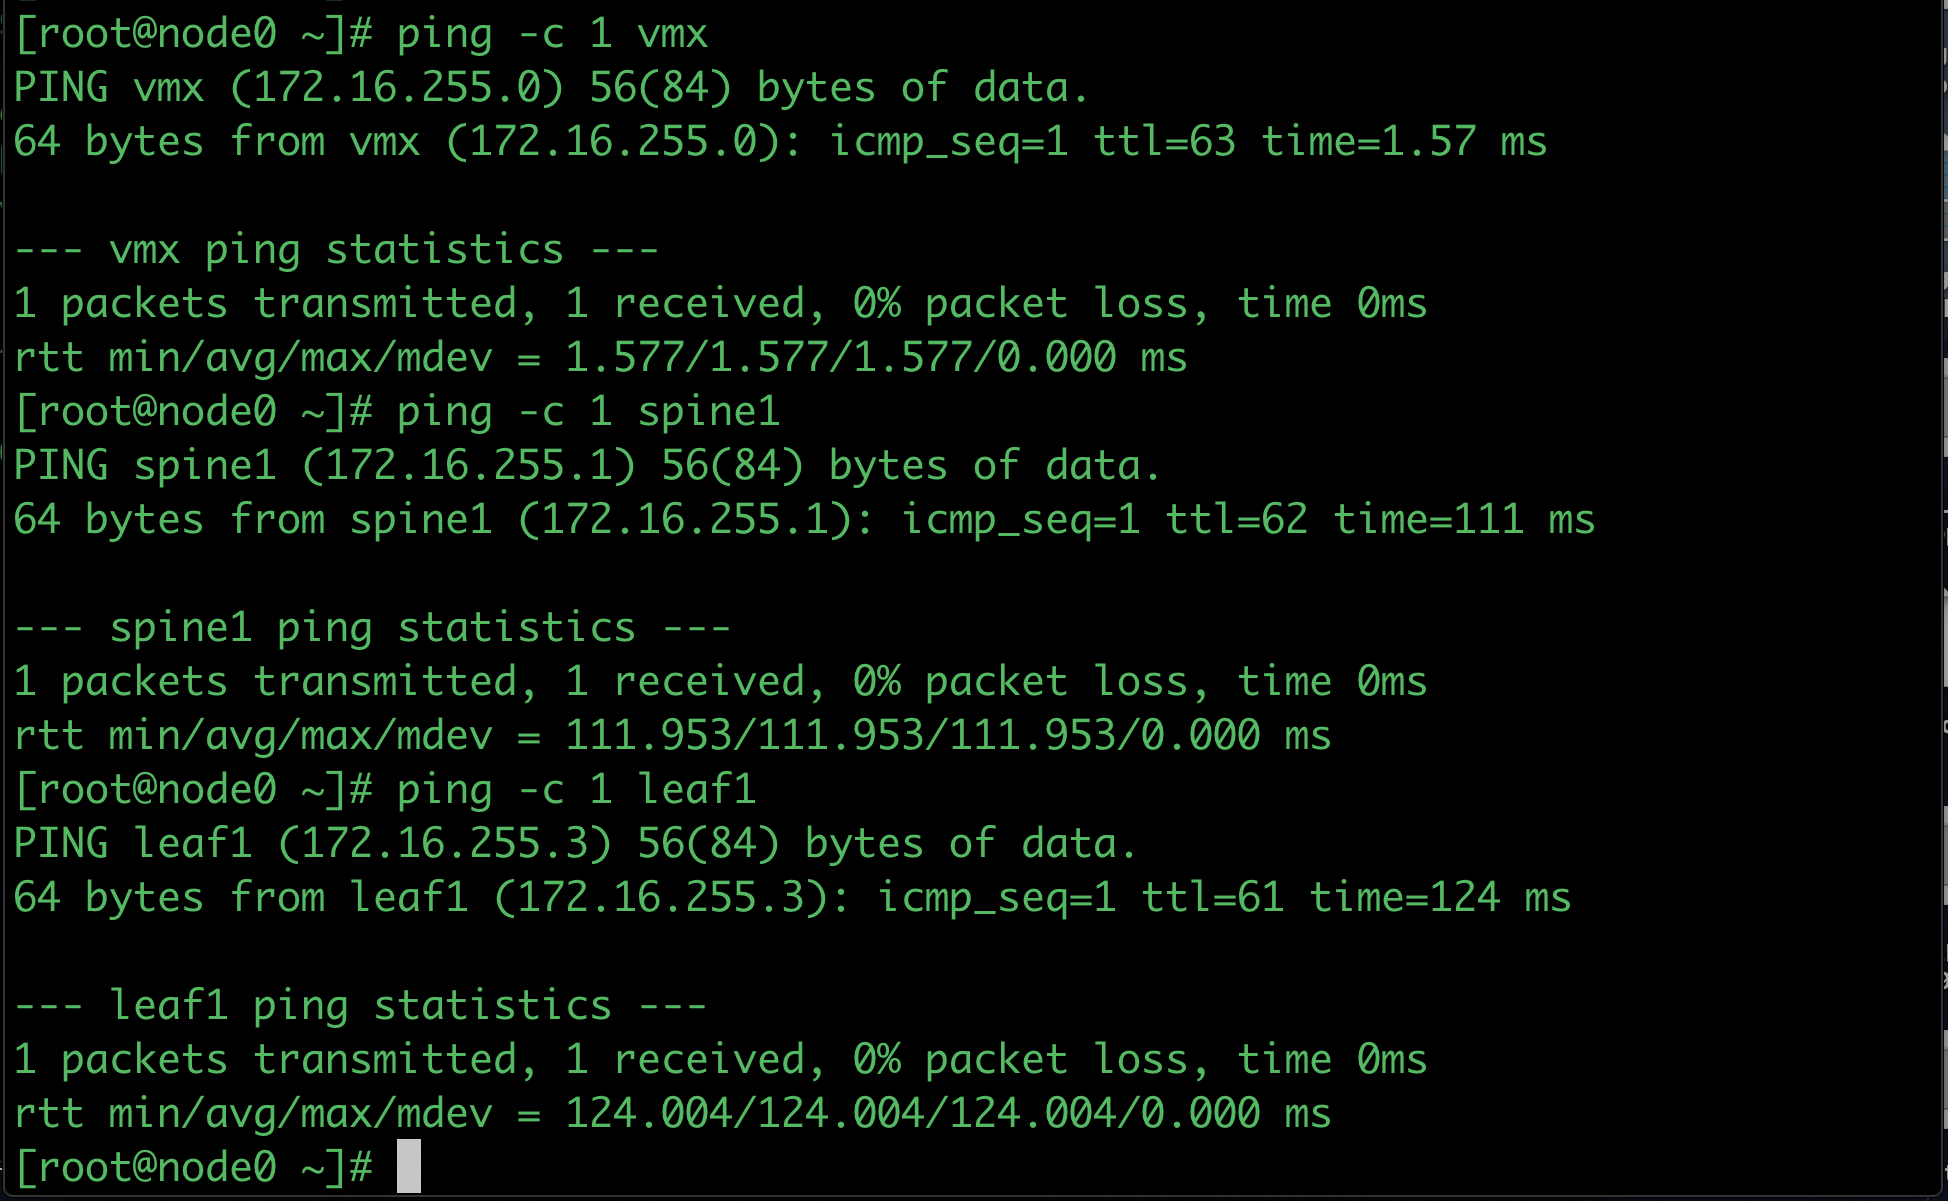 [root@node0 ~]# ping -c 1 vmx
PING vmx (172.16.255.0) 56(84) bytes of data.
64 bytes from vmx (172.16.255.0): icmp_seq=1 ttl=63 time=1.57 ms
--- vmx ping statistics ---
1 packets transmitted, 1 received, 0% packet loss, time 0ms
rtt min/avg/max/mdev = 1.577/1.577/1.577/0.000 ms
[root@node0 ~]# ping -c 1 spine1
PING spine1 (172.16.255.1) 56(84) bytes of data.
64 bytes from spine1 (172.16.255.1): icmp_seq=1 ttl=62 time=111 ms
--- spine1 ping statistics ---
1 packets transmitted, 1 received, 0% packet loss, time 0ms
rtt min/avg/max/mdev = 111.953/111.953/111.953/0.000 ms
[root@node0 ~]# ping -c 1 leaf1
PING leaf1 (172.16.255.3) 56(84) bytes of data.
64 bytes from leaf1 (172.16.255.3): icmp_seq=1 ttl=61 time=124 ms
--- leaf1 ping statistics ---
1 packets transmitted, 1 received, 0% packet loss, time 0ms
rtt min/avg/max/mdev = 124.004/124.004/124.004/0.000 ms
[root@node0 ~]#